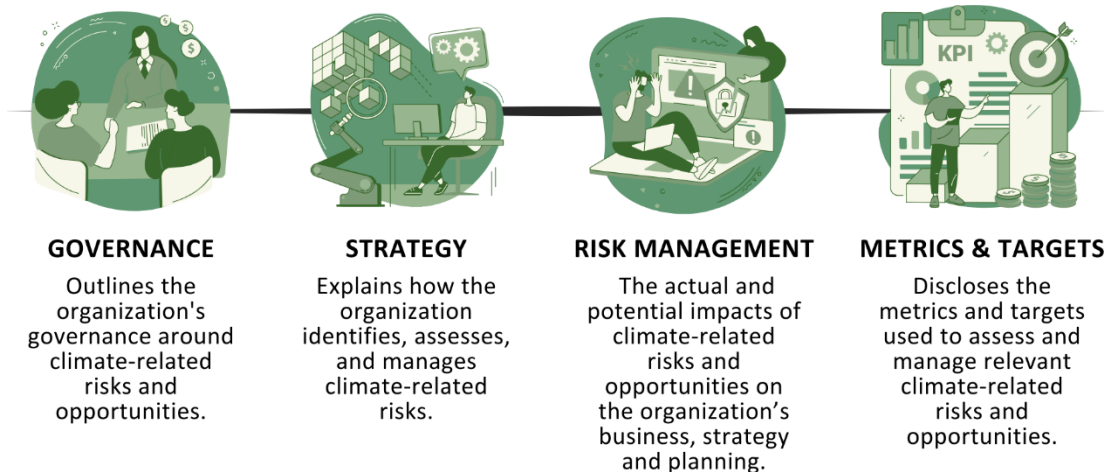 KPI
GOVERNANCE
Outlines the
organization's
governance around
climate-related
risks and
opportunities.
STRATEGY
Explains how the
organization
identifies, assesses,
and manages
climate-related
risks.
RISK MANAGEMENT
The actual and
potential impacts of
climate-related
risks and
opportunities on
the organization’s
business, strategy
and planning.
METRICS & TARGETS
Discloses the
metrics and targets
used to assess and
manage relevant
climate-related
risks and
opportunities.